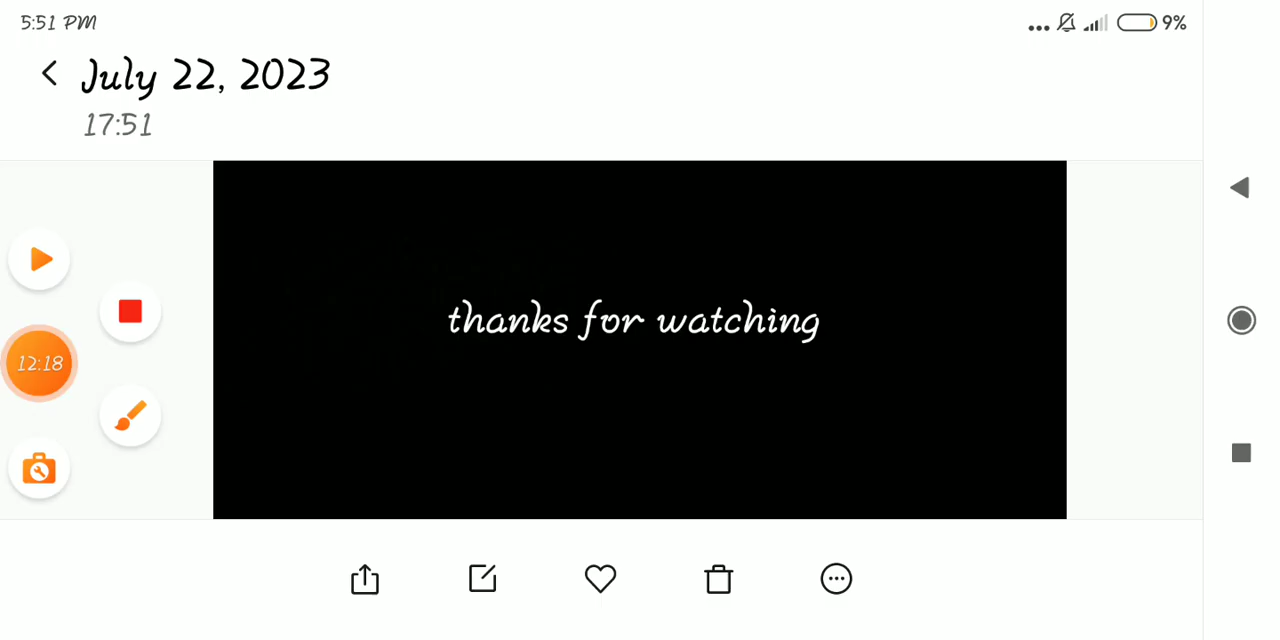 5:51 PM
9%
July 22, 2023
17:51
12:18
thanks for watching